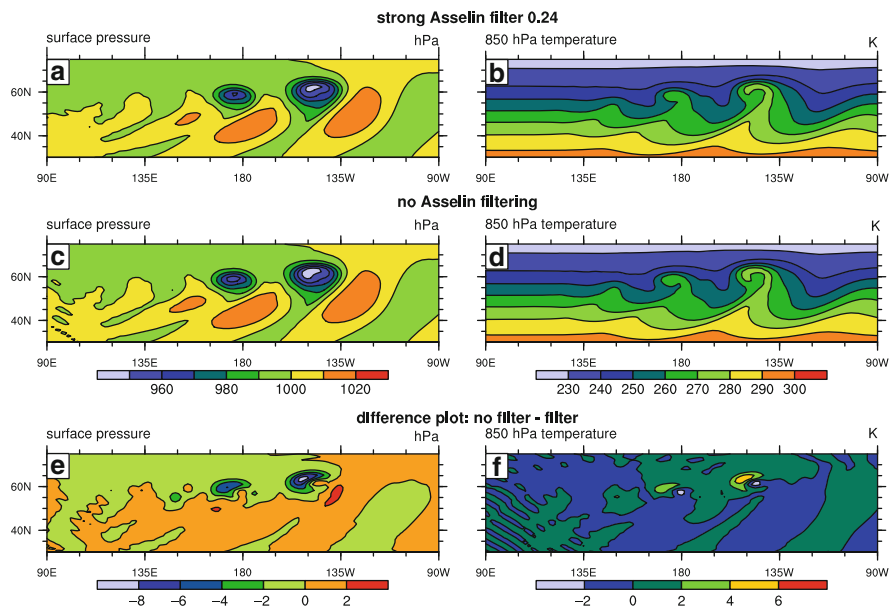 strong Asselin filter 0.24
surface pressure hPa
850 hPa temperature K
a
b
60N
40N
90E 135E 180 135W 90W
90E 135E 180 135W 90W
no Asselin filtering
surface pressure hPa
850 hPa temperature K
c
d
60N
40N
90E 135E 180 135W 90W
90E 135E 180 135W 90W
960 980 1000 1020
230 240 250 260 270 280 290 300
difference plot: no filter - filter
surface pressure hPa
850 hPa temperature K
e
f
60N
40N
90E 135E 180 135W 90W
90E 135E 180 135W 90W
−8 −6 −4 −2 0 2
−2 0 2 4 6